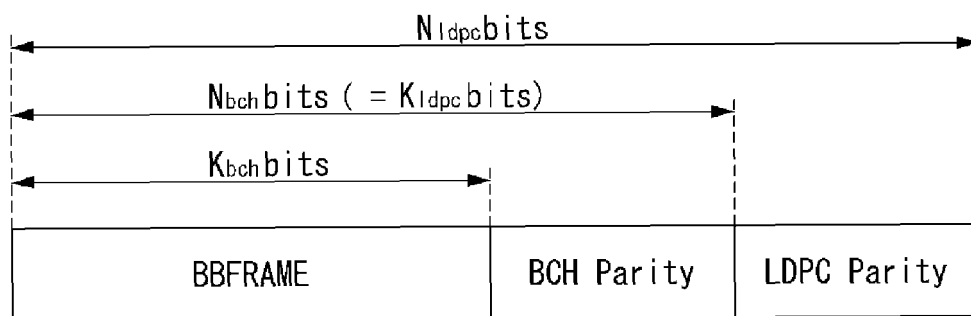 Nldpcbits
Nbchbits ( = Kldpcbits)
Kbchbits
BBFRAME BCH Parity LDPC Parity